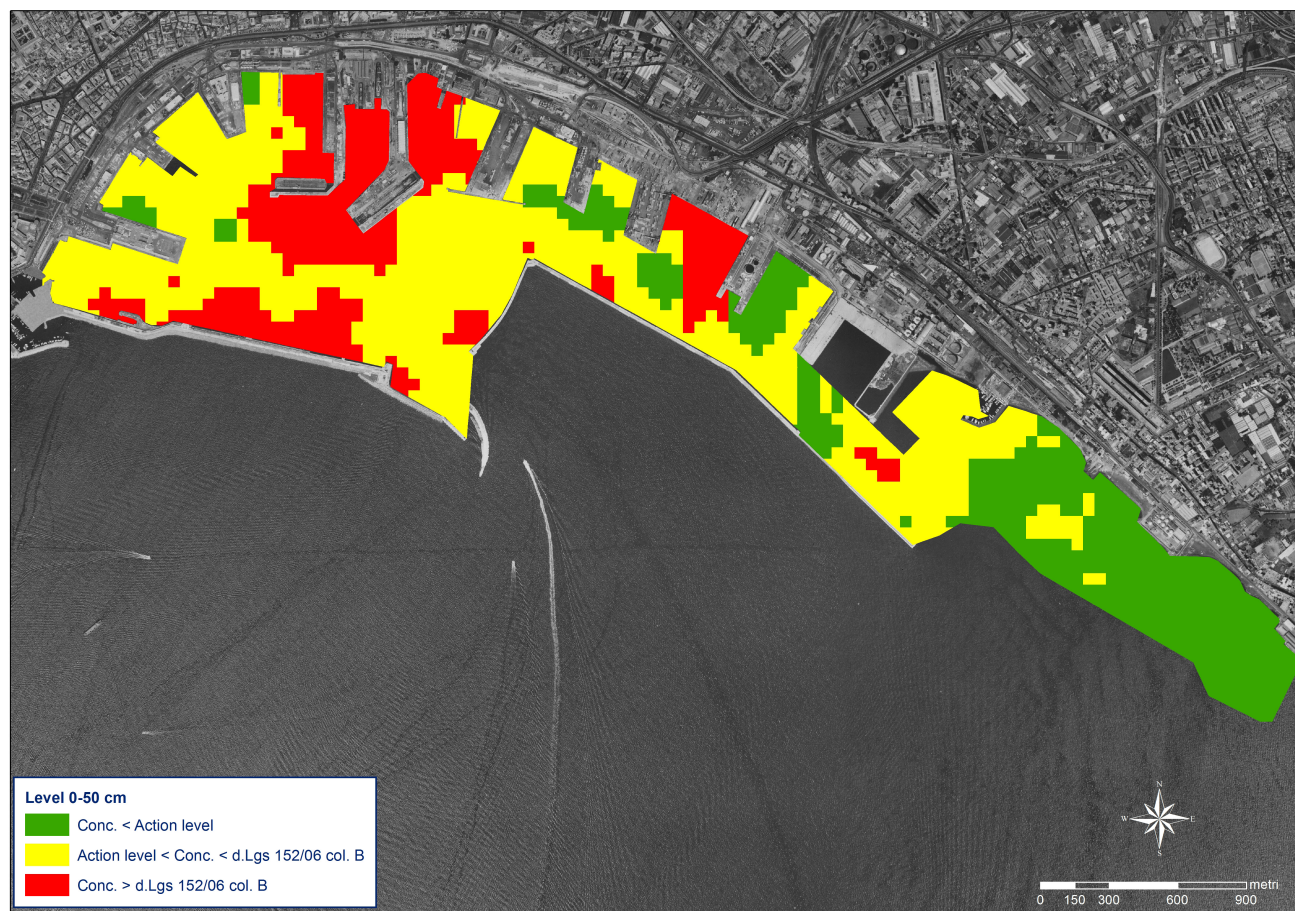 Level 0-50 cm
Conc. < Action level
Action level < Conc. < d.Lgs 152/06 col. B
Conc. > d.Lgs 152/06 col. B
N
W E
S
metri
0 150 300 600 900